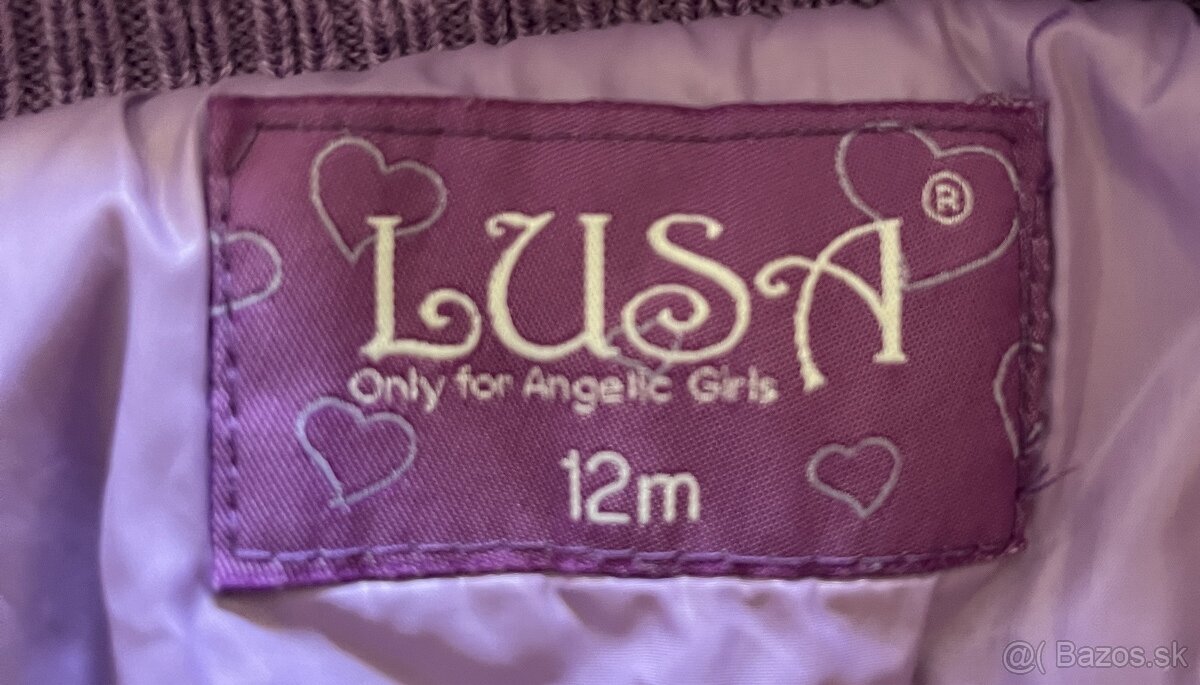 LUSA ®
Only for Angelic Girls
12m
@( Bazos.sk